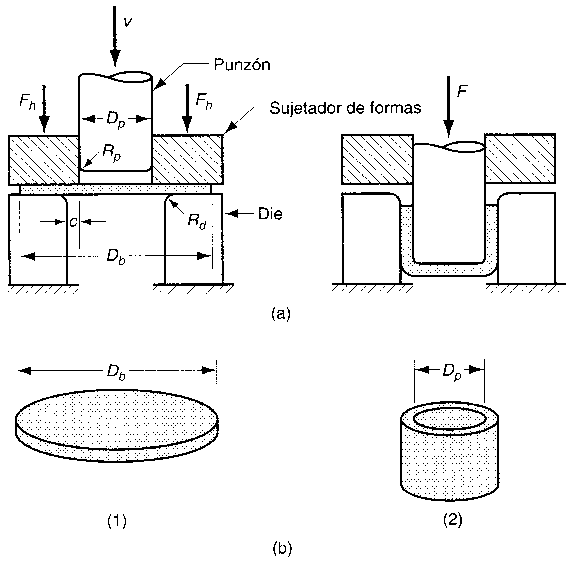 v
Punzón
F_h
F_h
Sujetador de formas
F
D_p
R_p
c
R_d
Die
D_b
(a)
D_b
D_p
(1)
(2)
(b)